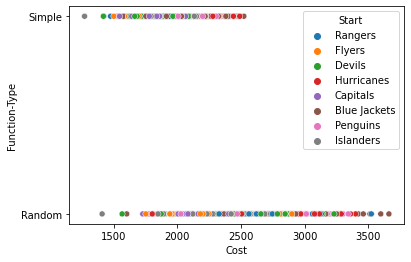 Simple
Random
Function-Type
1500 2000 2500 3000 3500
Cost
Start
Rangers
Flyers
Devils
Hurricanes
Capitals
Blue Jackets
Penguins
Islanders